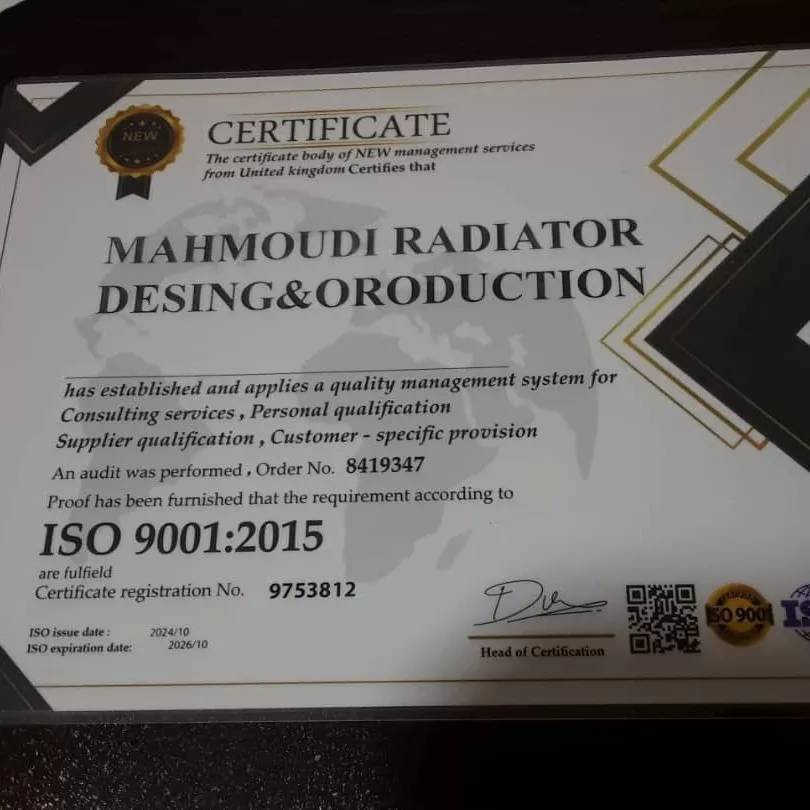 NEW
CERTIFICATE
The certificate body of NEW management services
from United kingdom Certifies that
MAHMOUDI RADIATOR
DESING&ORODUCTION
has established and applies a quality management system for
Consulting services , Personal qualification
Supplier qualification , Customer - specific provision
An audit was performed , Order No. 8419347
Proof has been furnished that the requirement according to
ISO 9001:2015
are fulfield
Certificate registration No. 9753812
ISO issue date : 2024/10
ISO expiration date: 2026/10
Head of Certification
ISO 9001